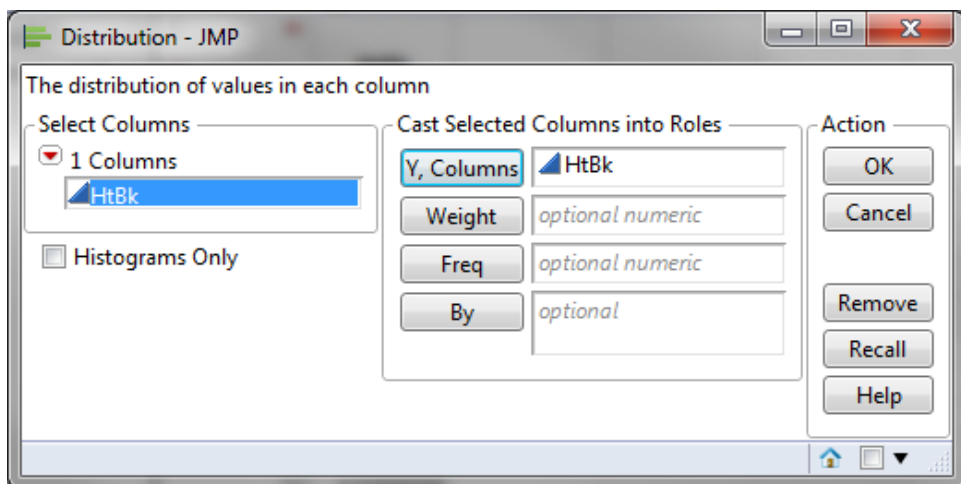 Distribution - JMP
The distribution of values in each column
Select Columns
1 Columns
HtBk
Histograms Only
Cast Selected Columns into Roles
Y, Columns
HtBk
Weight
optional numeric
Freq
optional numeric
By
optional
Action
OK
Cancel
Remove
Recall
Help